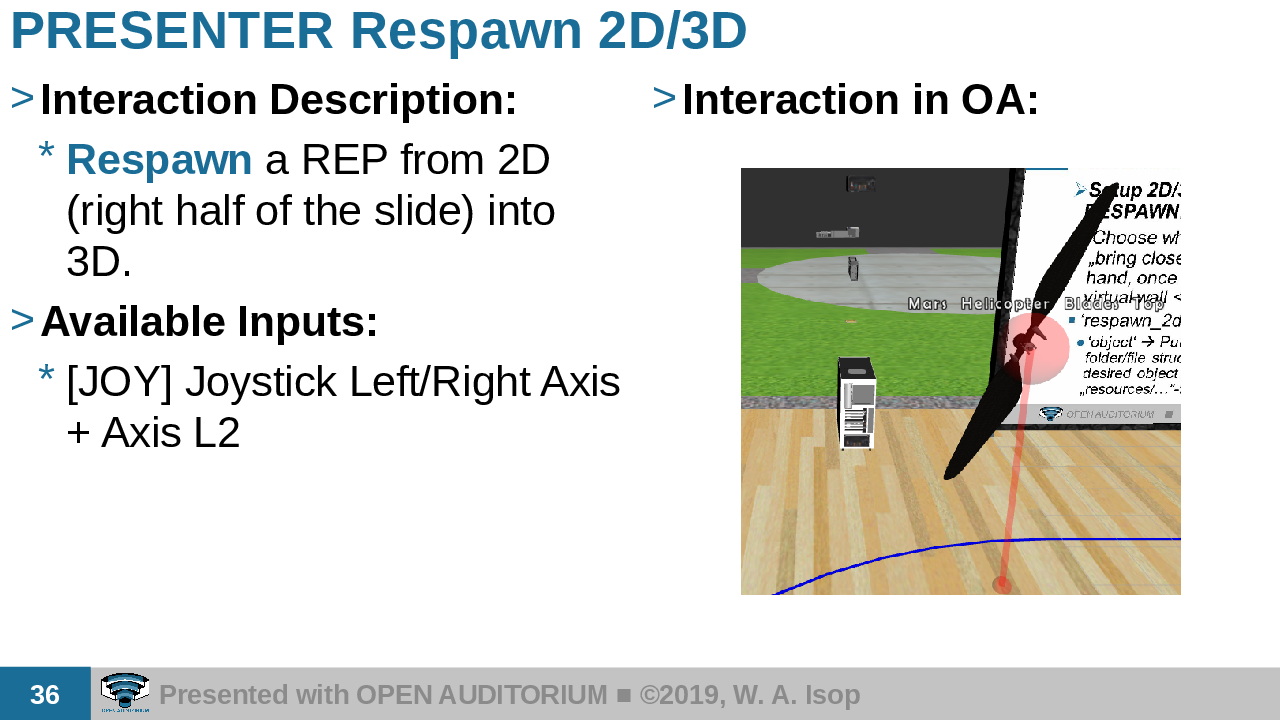 PRESENTER Respawn 2D/3D
> Interaction Description:
* Respawn a REP from 2D
(right half of the slide) into
3D.
> Available Inputs:
* [JOY] Joystick Left/Right Axis
+ Axis L2
> Interaction in OA:
Setup 2D/
RESPAWN
Choose wh
„bring close
hand, once
virtual wall
Mars Helicopter Blades Top
'respawn_2d
'object' → Pu
folder/file struc
desired object
„resources/…"-
OPEN AUDITORIUM ■
36
OPEN AUDITORIUM
Presented with OPEN AUDITORIUM ■ ©2019, W. A. Isop